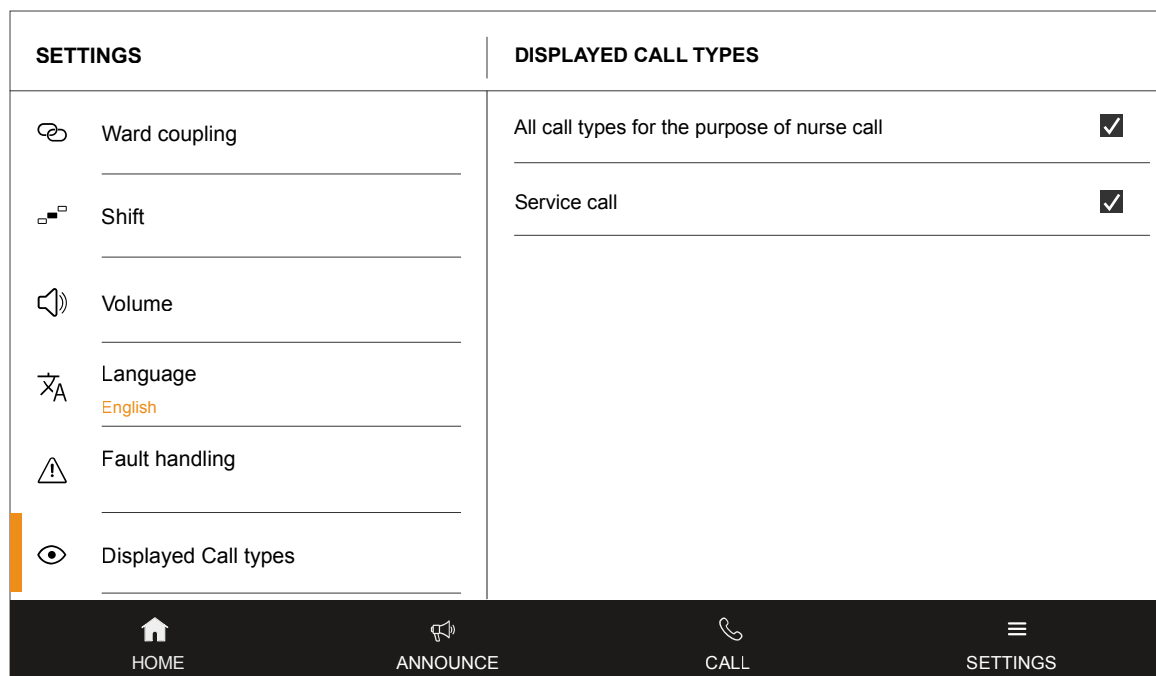 SETTINGS
Ward coupling
Shift
Volume
Language
English
Fault handling
Displayed Call types
DISPLAYED CALL TYPES
All call types for the purpose of nurse call
Service call
HOME
ANNOUNCE
CALL
SETTINGS